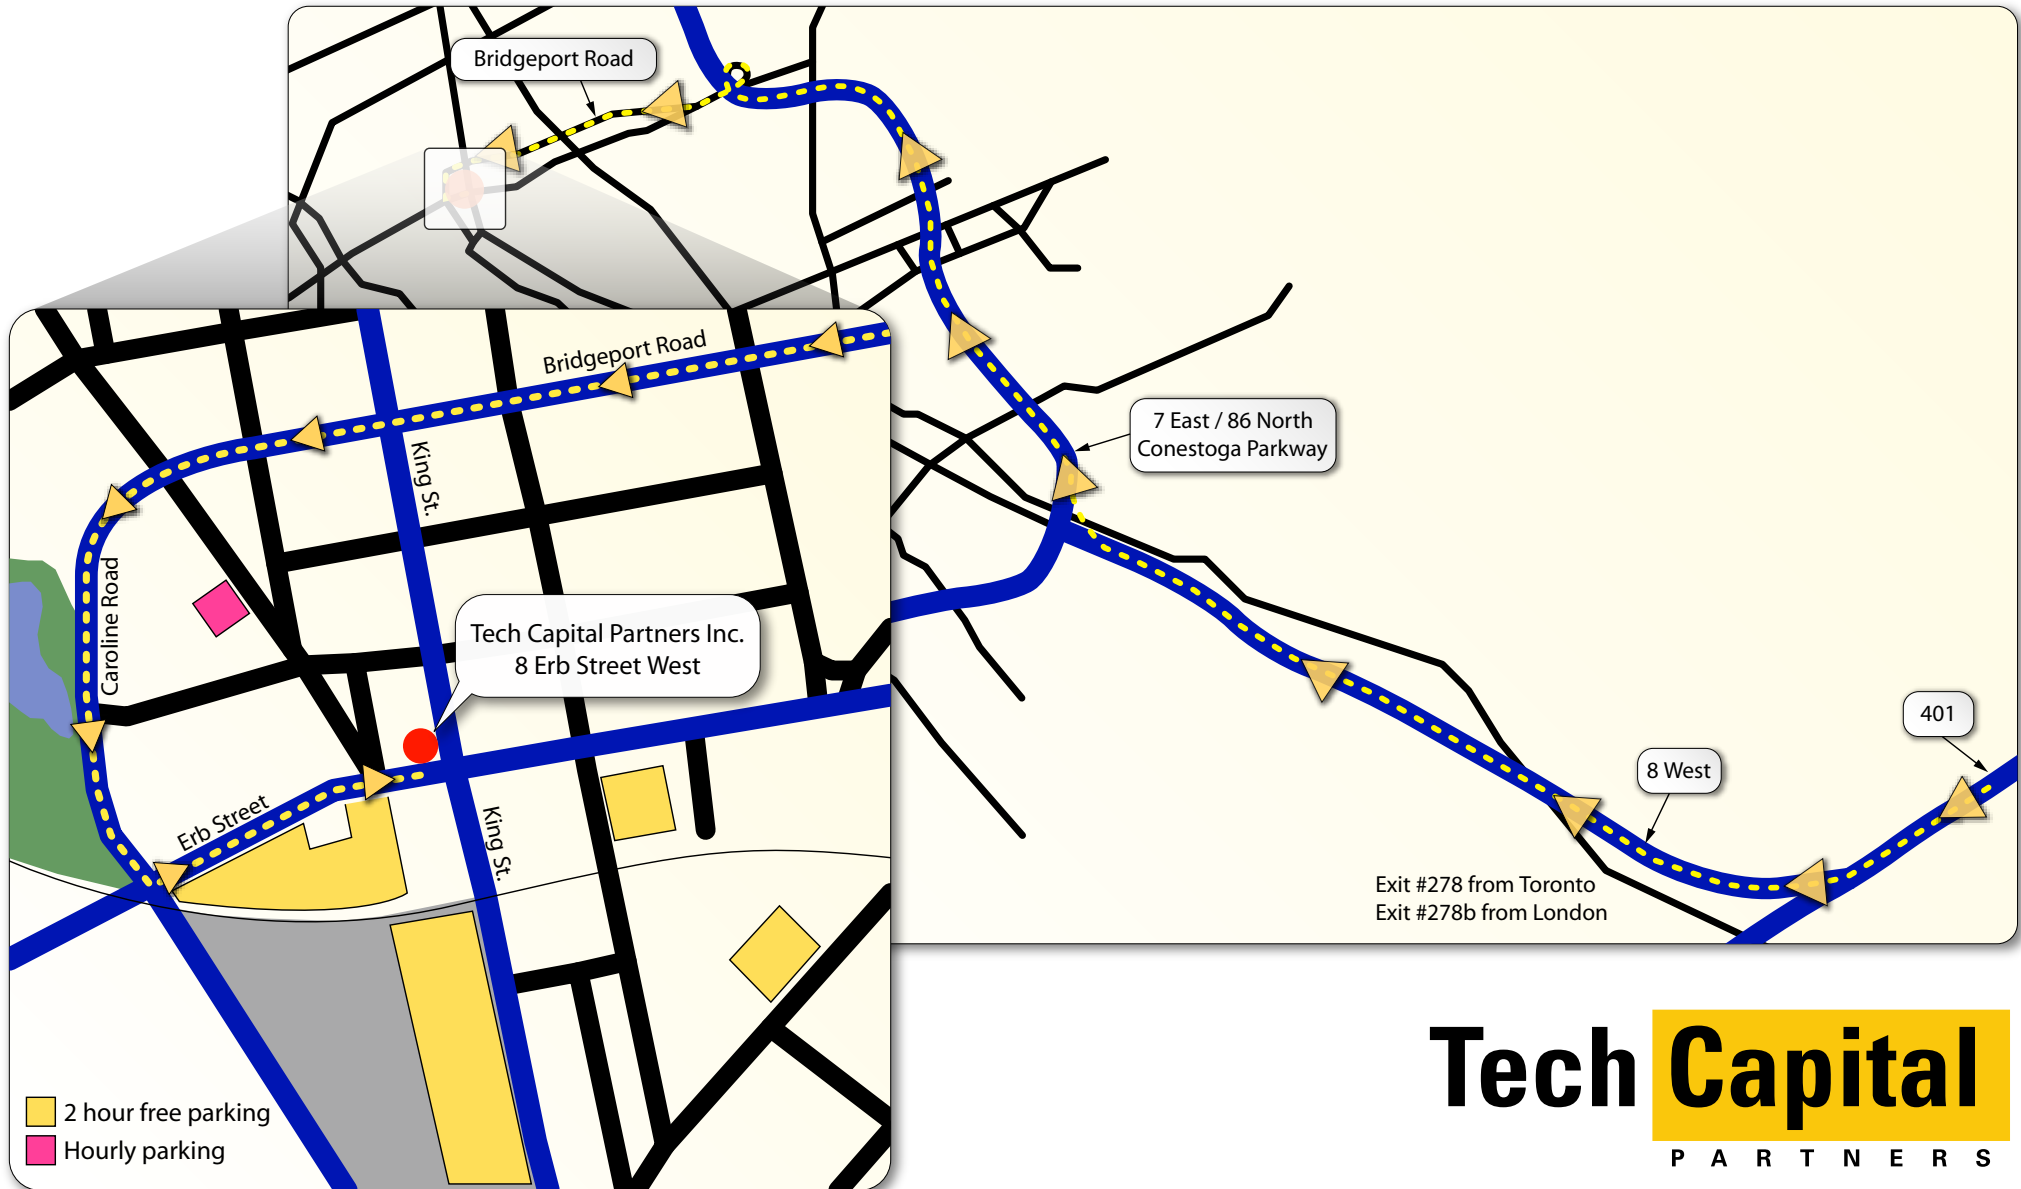 Bridgeport Road
7 East / 86 North
Conestoga Parkway
401
8 West
Exit #278 from Toronto
Exit #278b from London
Bridgeport Road
King St.
Caroline Road
Tech Capital Partners Inc.
8 Erb Street West
Erb Street
King St.
2 hour free parking
Hourly parking
Tech Capital
PARTNERS